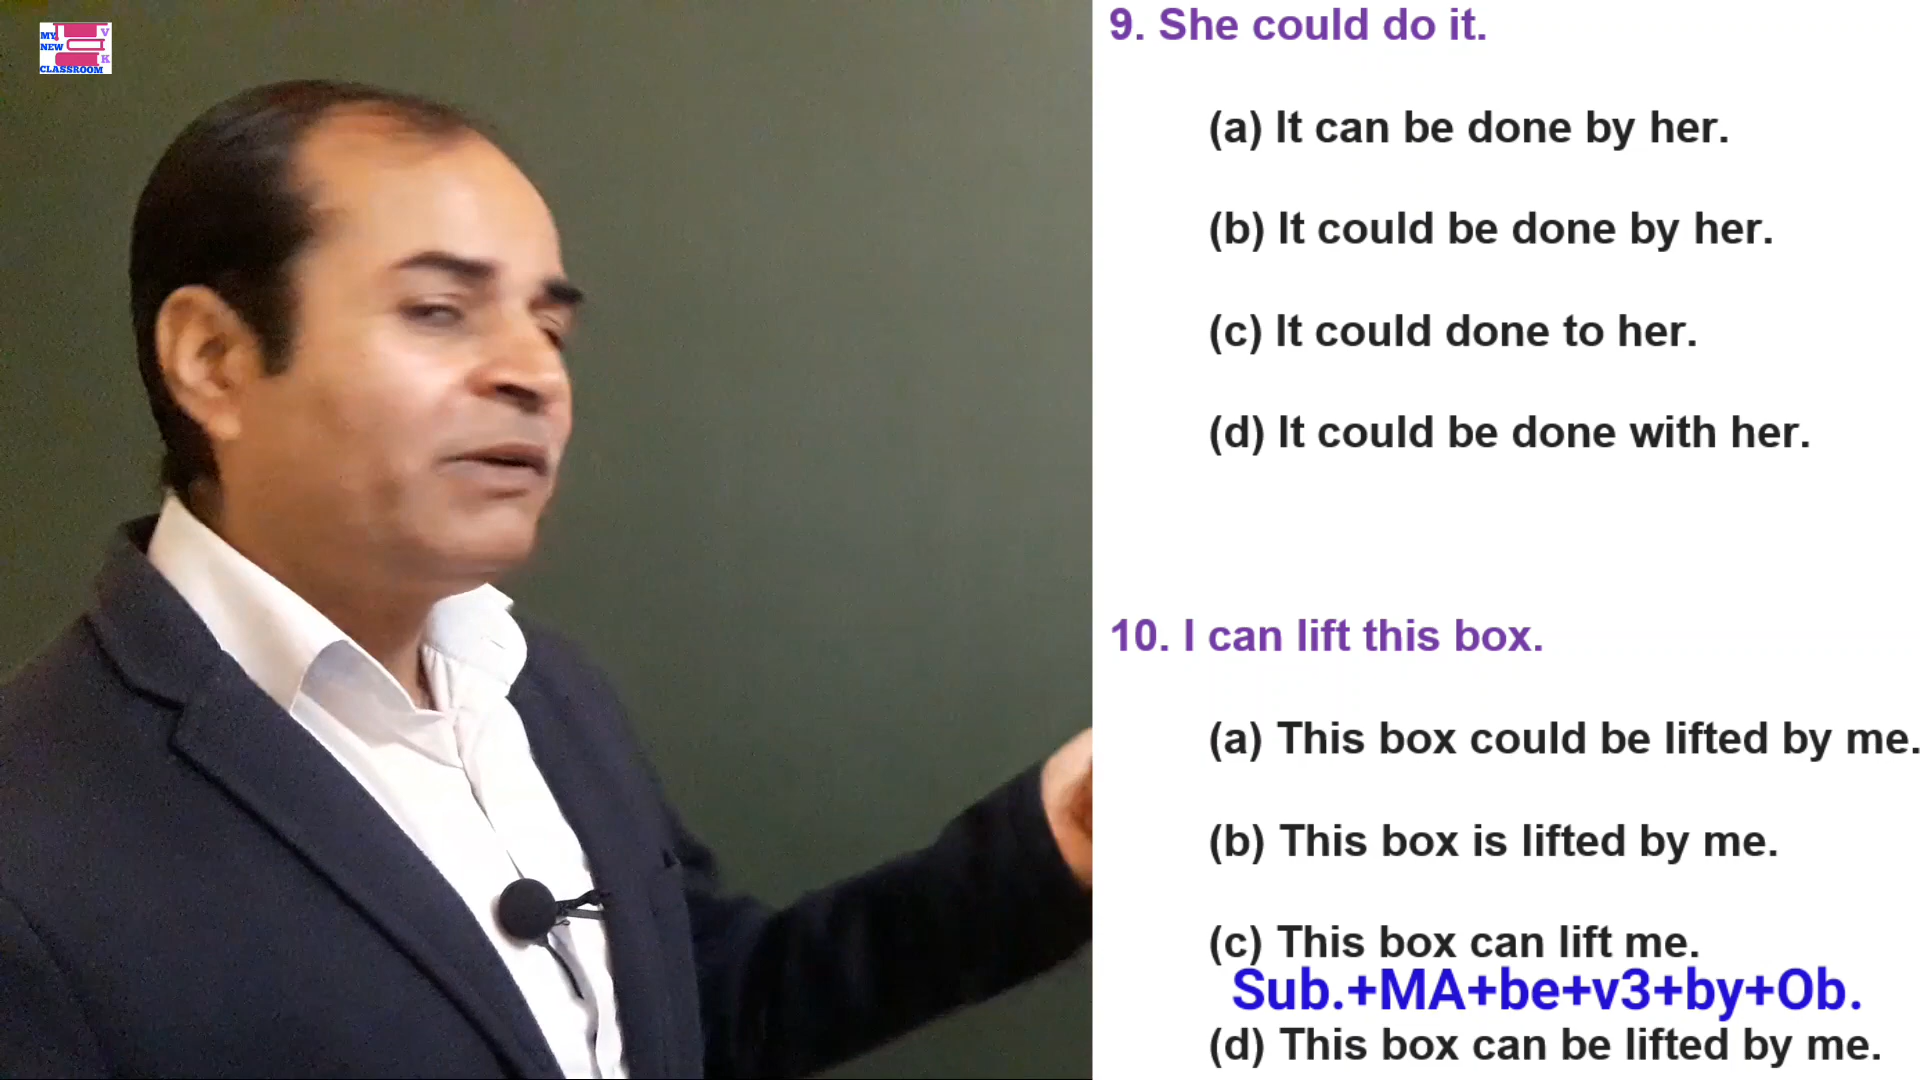 MY
NEW
CLASSROOM
V
K
9. She could do it.
(a) It can be done by her.
(b) It could be done by her.
(c) It could done to her.
(d) It could be done with her.
10. I can lift this box.
(a) This box could be lifted by me.
(b) This box is lifted by me.
(c) This box can lift me.
Sub.+MA+be+v3+by+Ob.
(d) This box can be lifted by me.